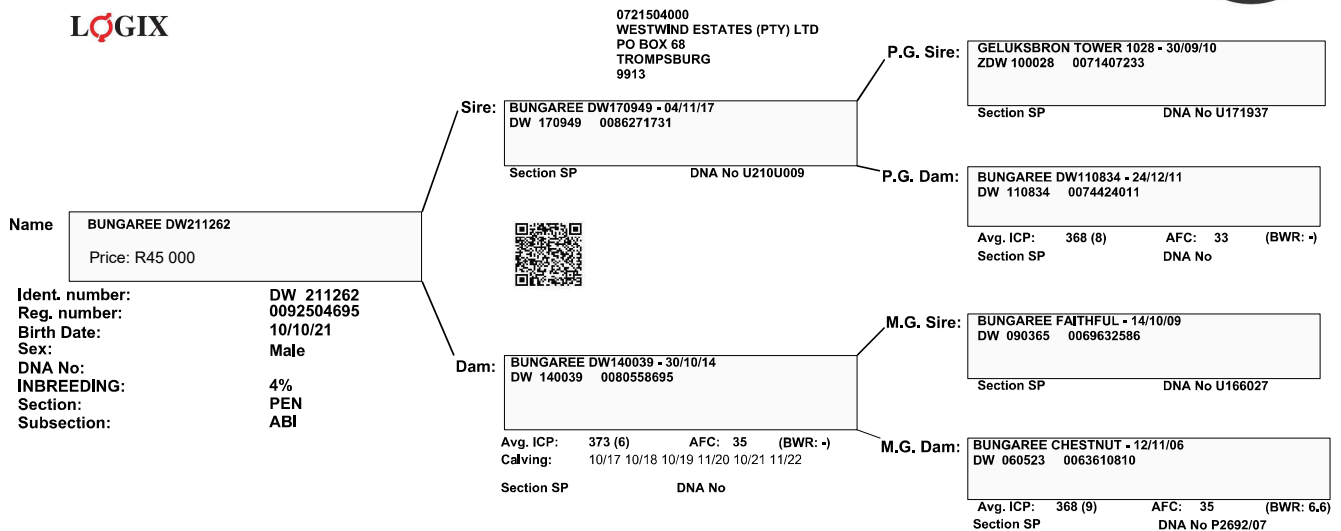 LOGIX
0721504000
WESTWIND ESTATES (PTY) LTD
PO BOX 68
TROMPSBURG
9913
Name
BUNGAREE DW211262
Price: R45 000
Ident. number: DW 211262
Reg. number: 0092504695
Birth Date: 10/10/21
Sex: Male
DNA No:
INBREEDING: 4%
Section: PEN
Subsection: ABI
Sire:
BUNGAREE DW170949 - 04/11/17
DW 170949 0086271731
Section SP DNA No U210U009
Dam:
BUNGAREE DW140039 - 30/10/14
DW 140039 0080558695
Avg. ICP: 373 (6) AFC: 35 (BWR: -)
Calving: 10/17 10/18 10/19 11/20 10/21 11/22
Section SP DNA No
P.G. Sire:
GELUKSBRON TOWER 1028 - 30/09/10
ZDW 100028 0071407233
Section SP DNA No U171937
P.G. Dam:
BUNGAREE DW110834 - 24/12/11
DW 110834 0074424011
Avg. ICP: 368 (8) AFC: 33 (BWR: -)
Section SP DNA No
M.G. Sire:
BUNGAREE FAITHFUL - 14/10/09
DW 090365 0069632586
Section SP DNA No U166027
M.G. Dam:
BUNGAREE CHESTNUT - 12/11/06
DW 060523 0063610810
Avg. ICP: 368 (9) AFC: 35 (BWR: 6.6)
Section SP DNA No P2692/07